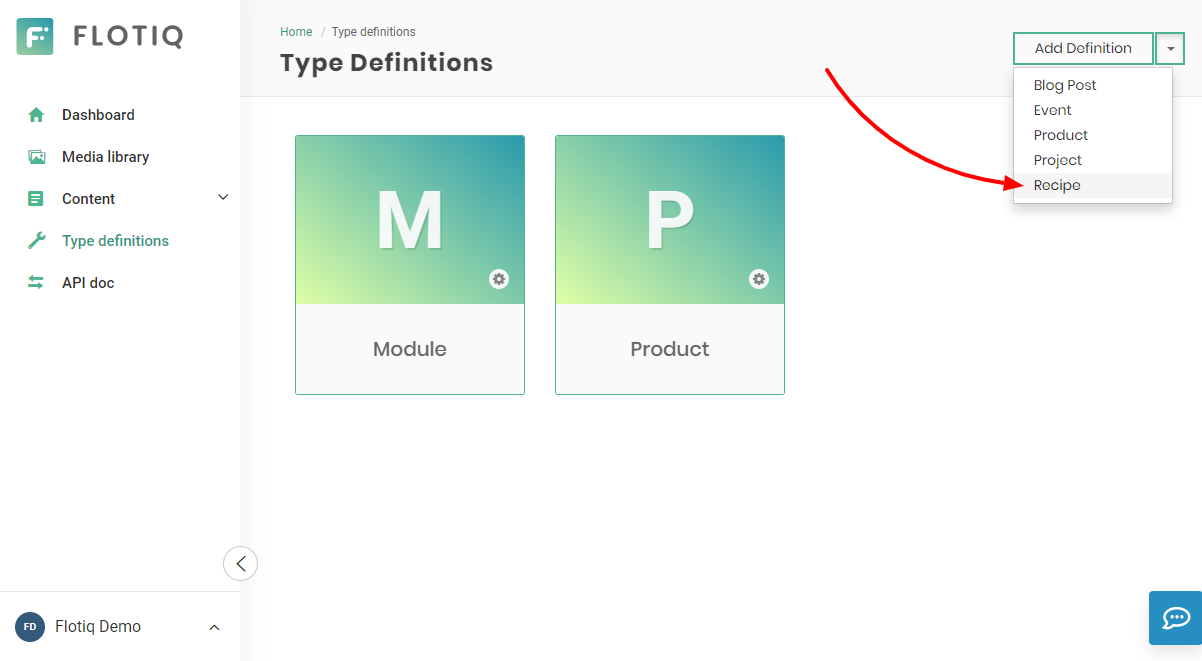 FLOTIQ
Dashboard
Media library
Content
Type definitions
API doc
FD
Flotiq Demo
Home / Type definitions
Type Definitions
Add Definition
Blog Post
Event
Product
Project
Recipe
M
Module
P
Product